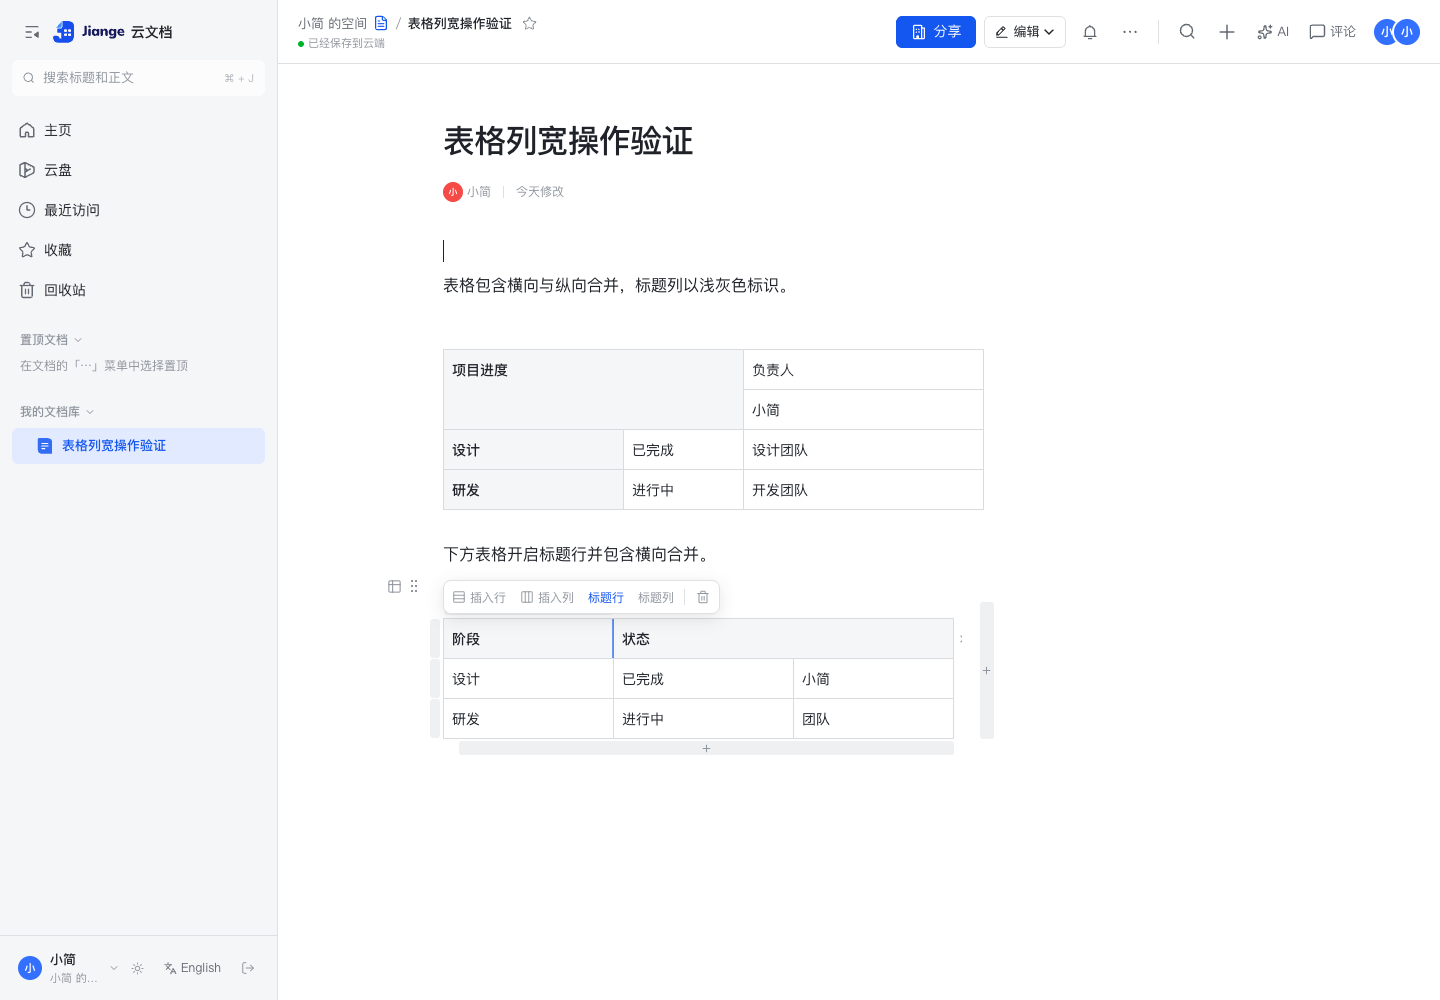 Jiange 云文档
搜索标题和正文 ⌘ + J
主页
云盘
最近访问
收藏
回收站
置顶文档
在文档的「…」菜单中选择置顶
我的文档库
表格列宽操作验证
小简
小简 的...
English
小简 的空间 / 表格列宽操作验证
已经保存到云端
分享
编辑
AI
评论
小 小
表格列宽操作验证
小 小简 今天修改
表格包含横向与纵向合并，标题列以浅灰色标识。
项目进度 负责人
小简
设计 已完成 设计团队
研发 进行中 开发团队
下方表格开启标题行并包含横向合并。
插入行 插入列 标题行 标题列
阶段 状态
设计 已完成 小简
研发 进行中 团队
小